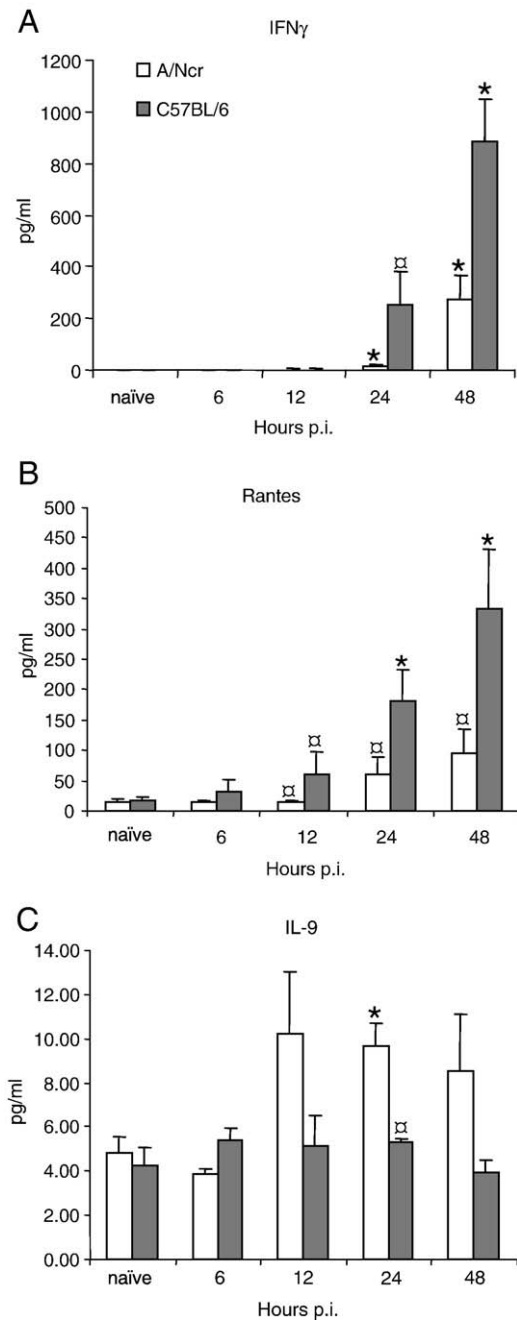 A
IFNγ
A/Ncr
C57BL/6
1200
1000
800
600
400
200
0
pg/ml
* ¤ * *
naïve 6 12 24 48
Hours p.i.
B
Rantes
500
450
400
350
300
250
200
150
100
50
0
pg/ml
¤ ¤ ¤ * ¤ *
naïve 6 12 24 48
Hours p.i.
C
IL-9
14.00
12.00
10.00
8.00
6.00
4.00
2.00
0.00
pg/ml
* ¤
naïve 6 12 24 48
Hours p.i.